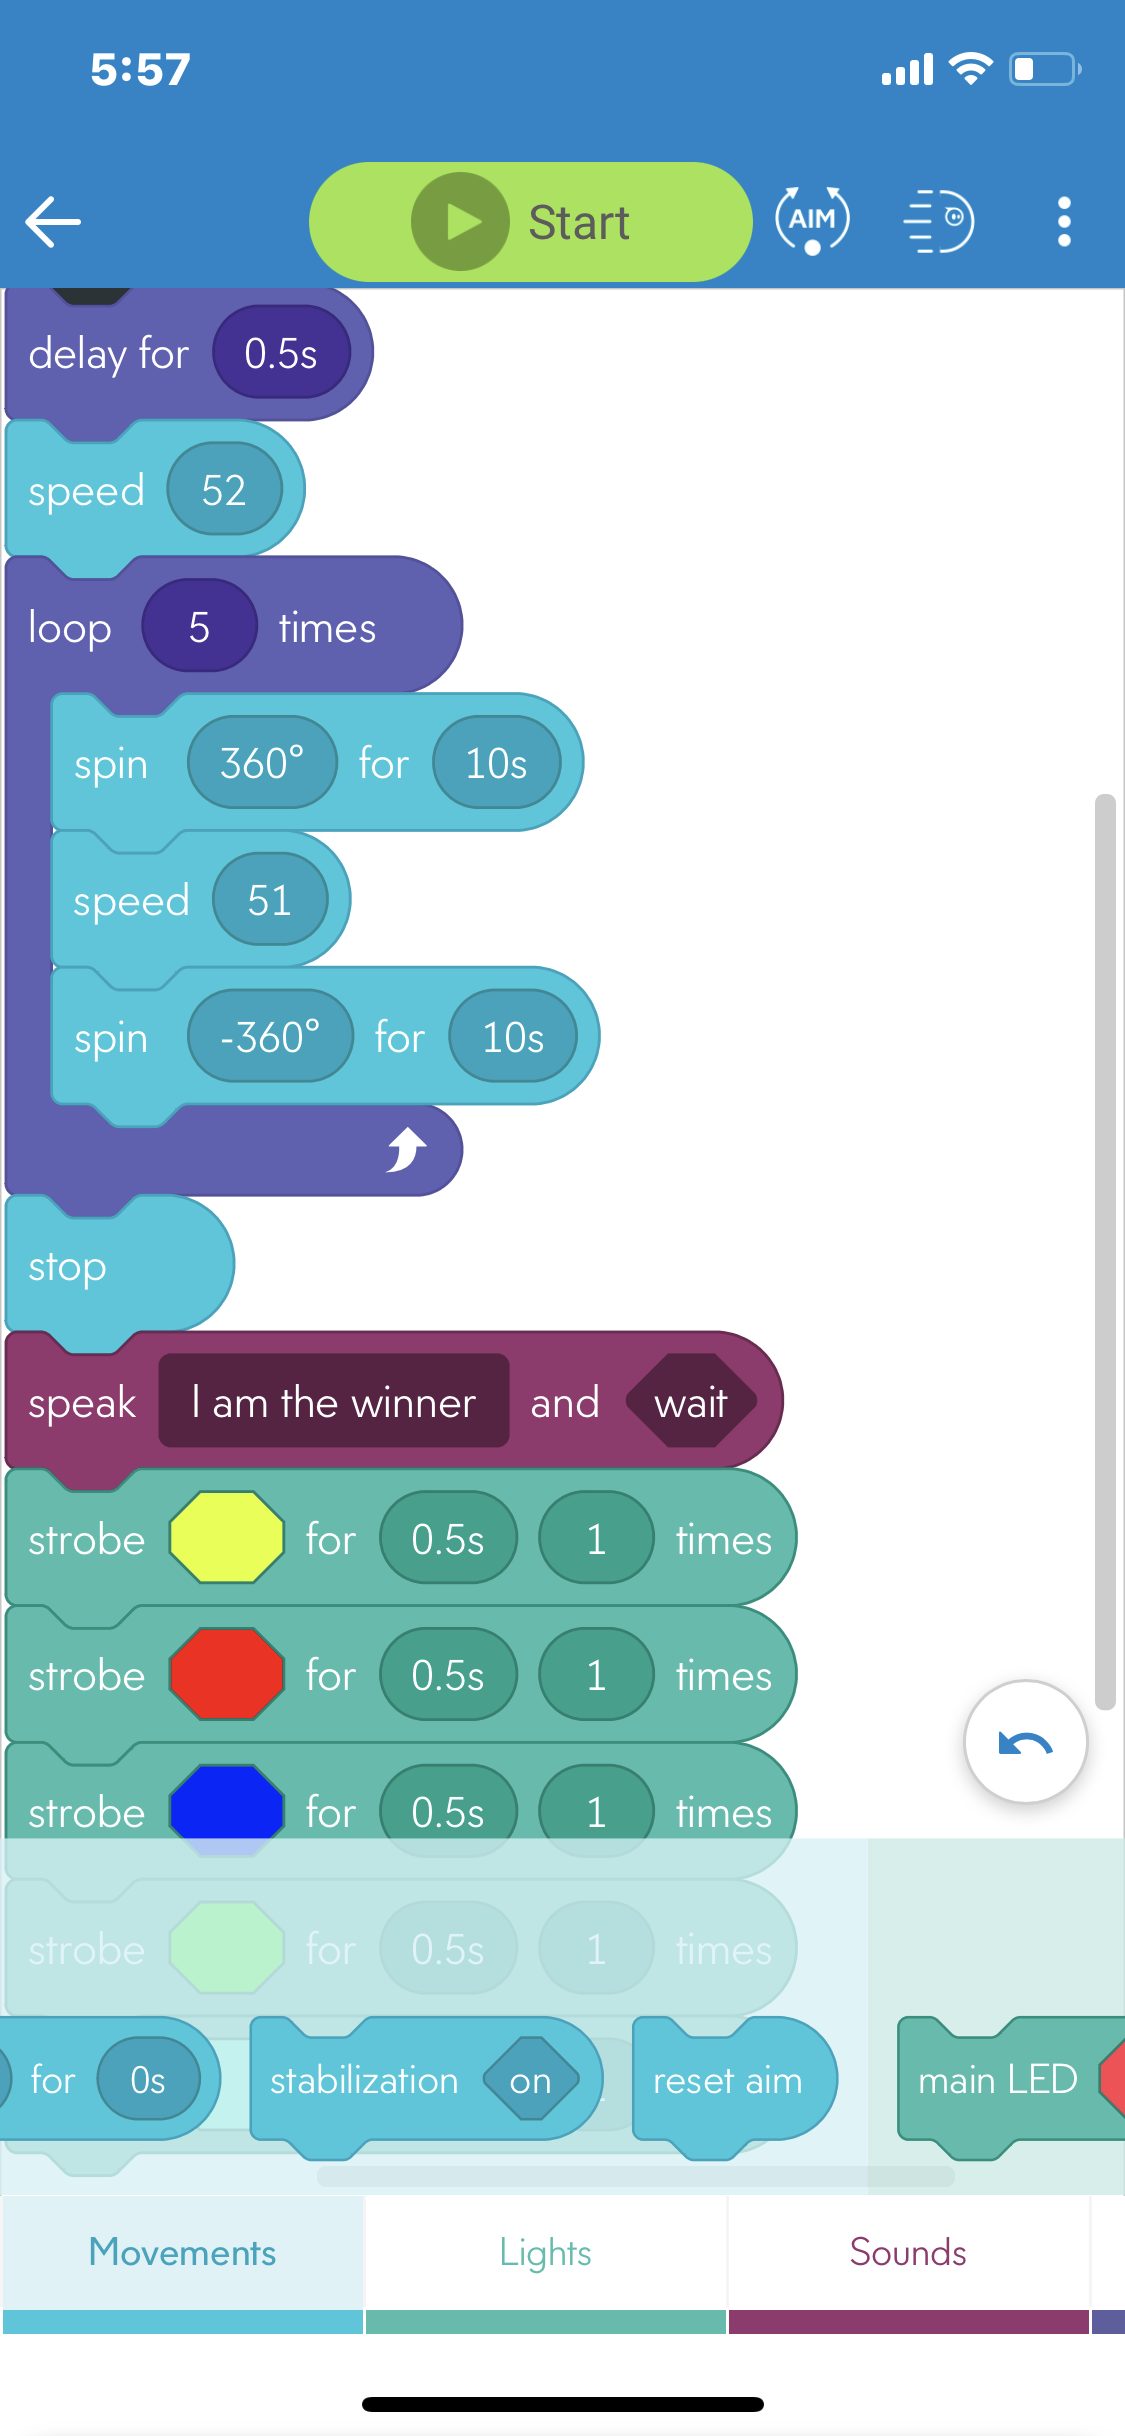 5:57
Start AIM
delay for 0.5s
speed 52
loop 5 times
spin 360° for 10s
speed 51
spin -360° for 10s
stop
speak I am the winner and wait
strobe for 0.5s 1 times
strobe for 0.5s 1 times
strobe for 0.5s 1 times
strobe for 0.5s 1 times
for 0s stabilization on reset aim main LED
Movements Lights Sounds